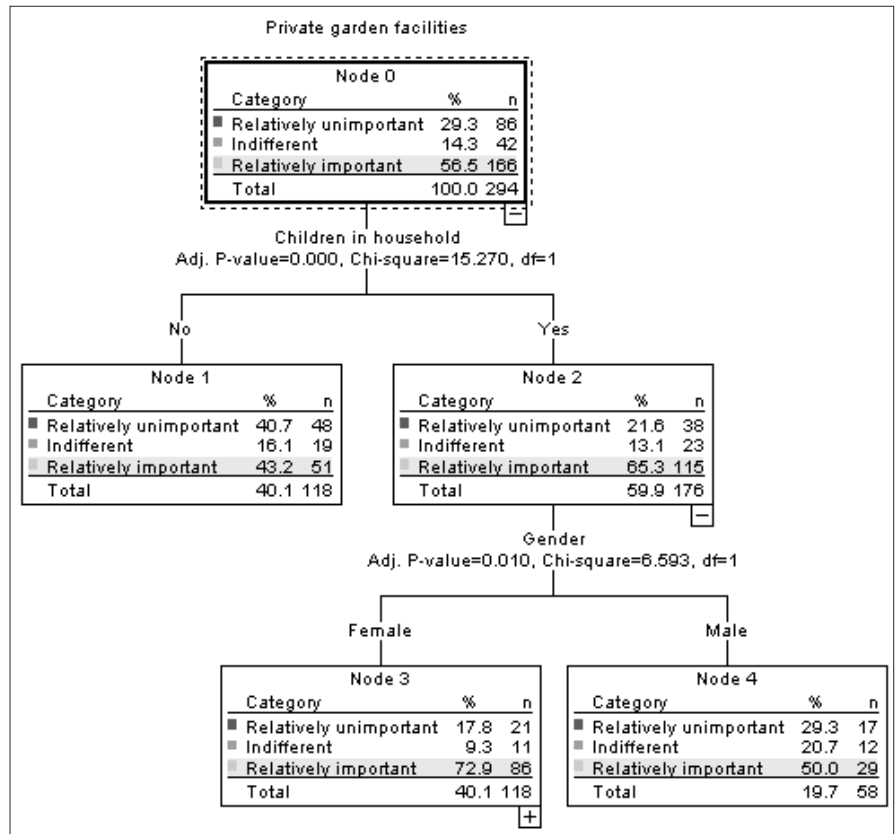 Private garden facilities
Node 0
Category % n
Relatively unimportant 29.3 86
Indifferent 14.3 42
Relatively important 56.5 166
Total 100.0 294
Children in household
Adj. P-value=0.000, Chi-square=15.270, df=1
No
Yes
Node 1
Category % n
Relatively unimportant 40.7 48
Indifferent 16.1 19
Relatively important 43.2 51
Total 40.1 118
Node 2
Category % n
Relatively unimportant 21.6 38
Indifferent 13.1 23
Relatively important 65.3 115
Total 59.9 176
Gender
Adj. P-value=0.010, Chi-square=6.593, df=1
Female
Male
Node 3
Category % n
Relatively unimportant 17.8 21
Indifferent 9.3 11
Relatively important 72.9 86
Total 40.1 118
Node 4
Category % n
Relatively unimportant 29.3 17
Indifferent 20.7 12
Relatively important 50.0 29
Total 19.7 58